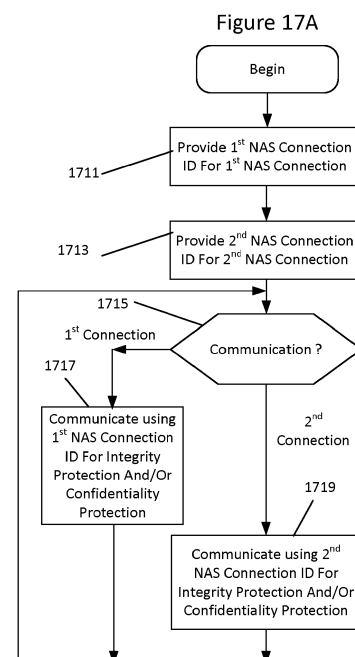 Figure 17A
Begin
Provide 1st NAS Connection
ID For 1st NAS Connection
1711
Provide 2nd NAS Connection
ID For 2nd NAS Connection
1713
1715
1st Connection
Communication ?
1717
Communicate using
1st NAS Connection
ID For Integrity
Protection And/Or
Confidentiality
Protection
2nd
Connection
1719
Communicate using 2nd
NAS Connection ID For
Integrity Protection And/Or
Confidentiality Protection